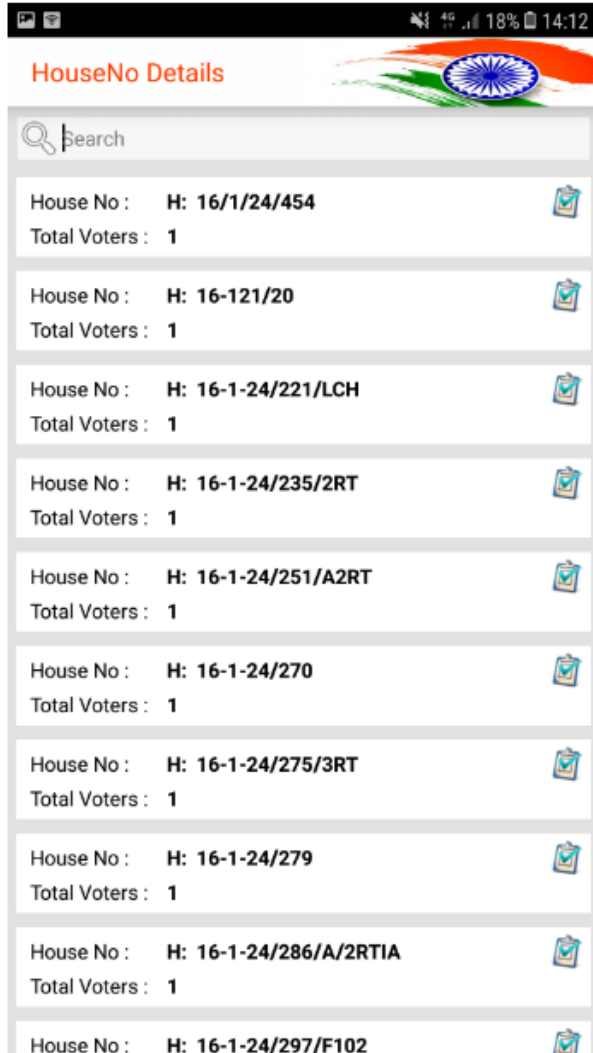 4G 18% 14:12
HouseNo Details
Search
House No : H: 16/1/24/454
Total Voters : 1
House No : H: 16-121/20
Total Voters : 1
House No : H: 16-1-24/221/LCH
Total Voters : 1
House No : H: 16-1-24/235/2RT
Total Voters : 1
House No : H: 16-1-24/251/A2RT
Total Voters : 1
House No : H: 16-1-24/270
Total Voters : 1
House No : H: 16-1-24/275/3RT
Total Voters : 1
House No : H: 16-1-24/279
Total Voters : 1
House No : H: 16-1-24/286/A/2RTIA
Total Voters : 1
House No : H: 16-1-24/297/F102